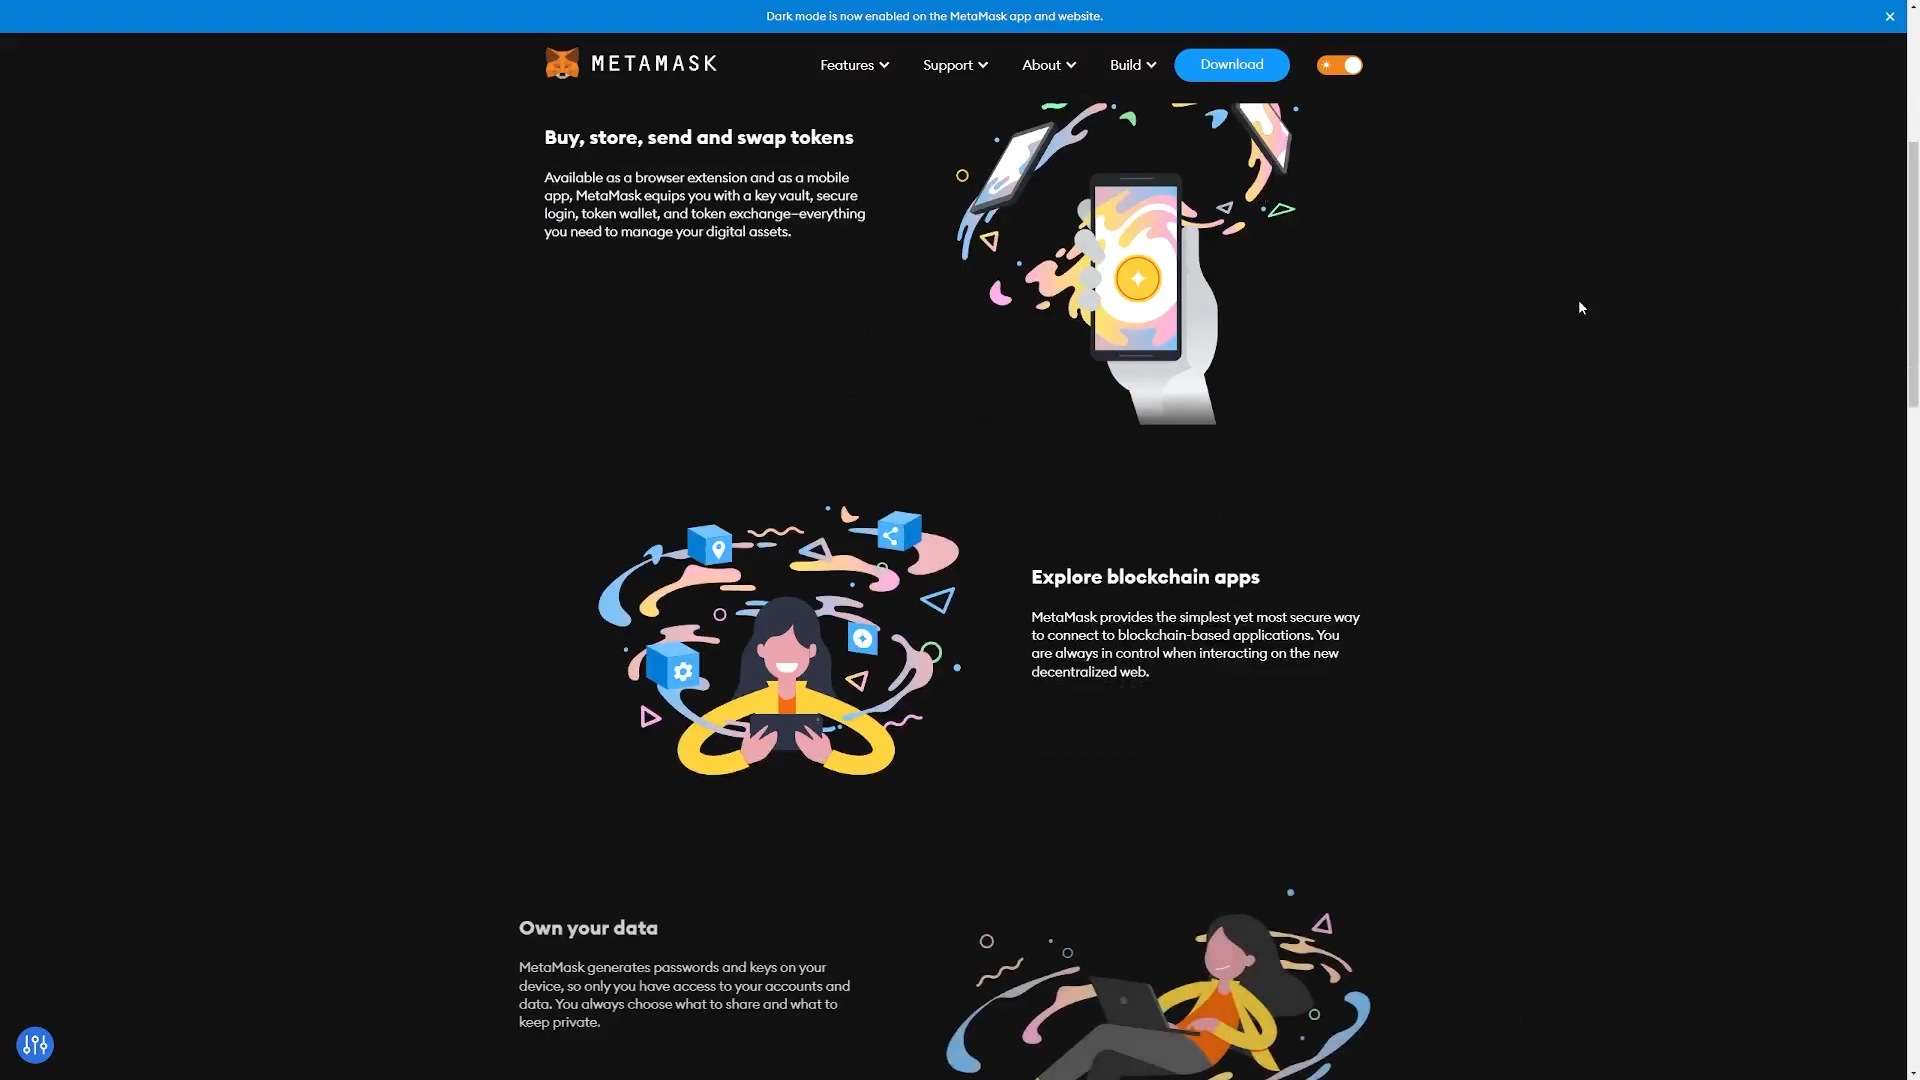 Dark mode is now enabled on the MetaMask app and website.
METAMASK
Features
Support
About
Build
Download
Buy, store, send and swap tokens
Available as a browser extension and as a mobile
app, MetaMask equips you with a key vault, secure
login, token wallet, and token exchange—everything
you need to manage your digital assets.
Explore blockchain apps
MetaMask provides the simplest yet most secure way
to connect to blockchain-based applications. You
are always in control when interacting on the new
decentralized web.
Own your data
MetaMask generates passwords and keys on your
device, so only you have access to your accounts and
data. You always choose what to share and what to
keep private.